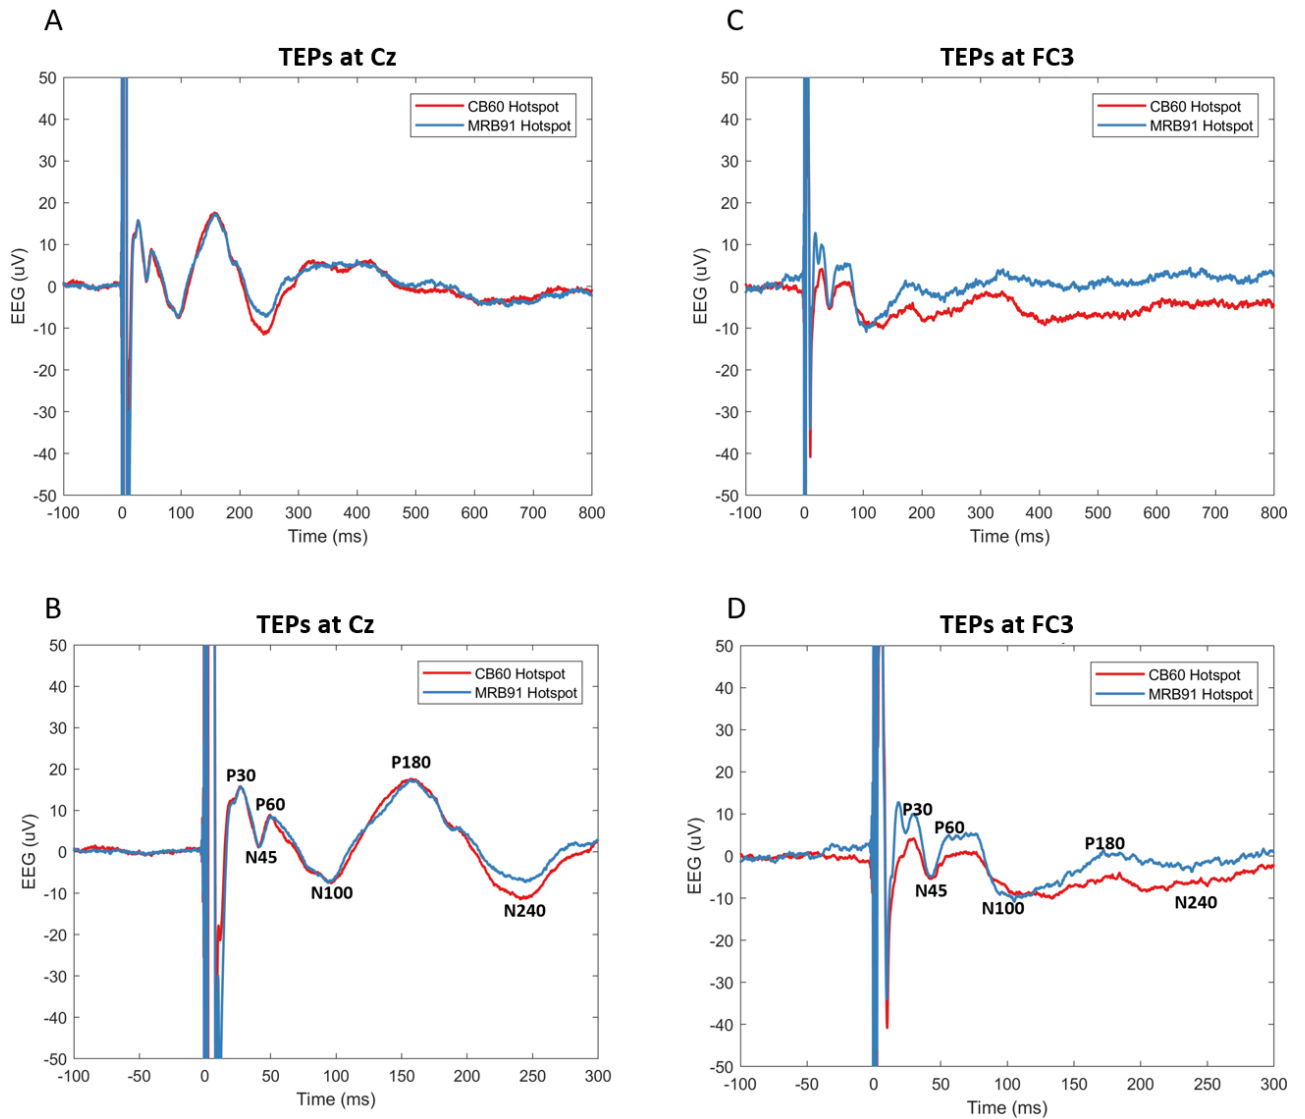 A
TEPs at Cz
50
40
30
20
10
0
-10
-20
-30
-40
-50
EEG (uV)
CB60 Hotspot
MRB91 Hotspot
-100 0 100 200 300 400 500 600 700 800
Time (ms)
C
TEPs at FC3
50
40
30
20
10
0
-10
-20
-30
-40
-50
EEG (uV)
CB60 Hotspot
MRB91 Hotspot
-100 0 100 200 300 400 500 600 700 800
Time (ms)
B
TEPs at Cz
50
40
30
20
10
0
-10
-20
-30
-40
-50
EEG (uV)
CB60 Hotspot
MRB91 Hotspot
P30
P60
N45
N100
P180
N240
-100 -50 0 50 100 150 200 250 300
Time (ms)
D
TEPs at FC3
50
40
30
20
10
0
-10
-20
-30
-40
-50
EEG (uV)
CB60 Hotspot
MRB91 Hotspot
P30
P60
N45
N100
P180
N240
-100 -50 0 50 100 150 200 250 300
Time (ms)